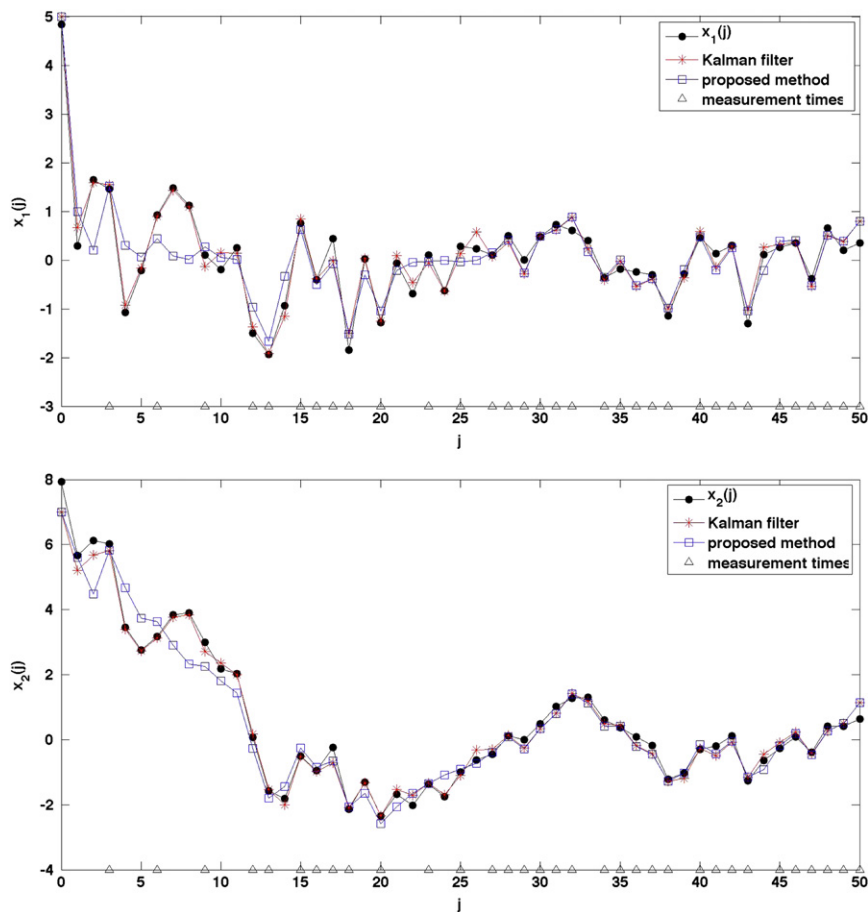 5
4
3
2
1
0
-1
-2
-3
x₁(j)
x₁(j)
Kalman filter
proposed method
measurement times
0 5 10 15 20 25 30 35 40 45 50
j
8
6
4
2
0
-2
-4
x₂(j)
x₂(j)
Kalman filter
proposed method
measurement times
0 5 10 15 20 25 30 35 40 45 50
j